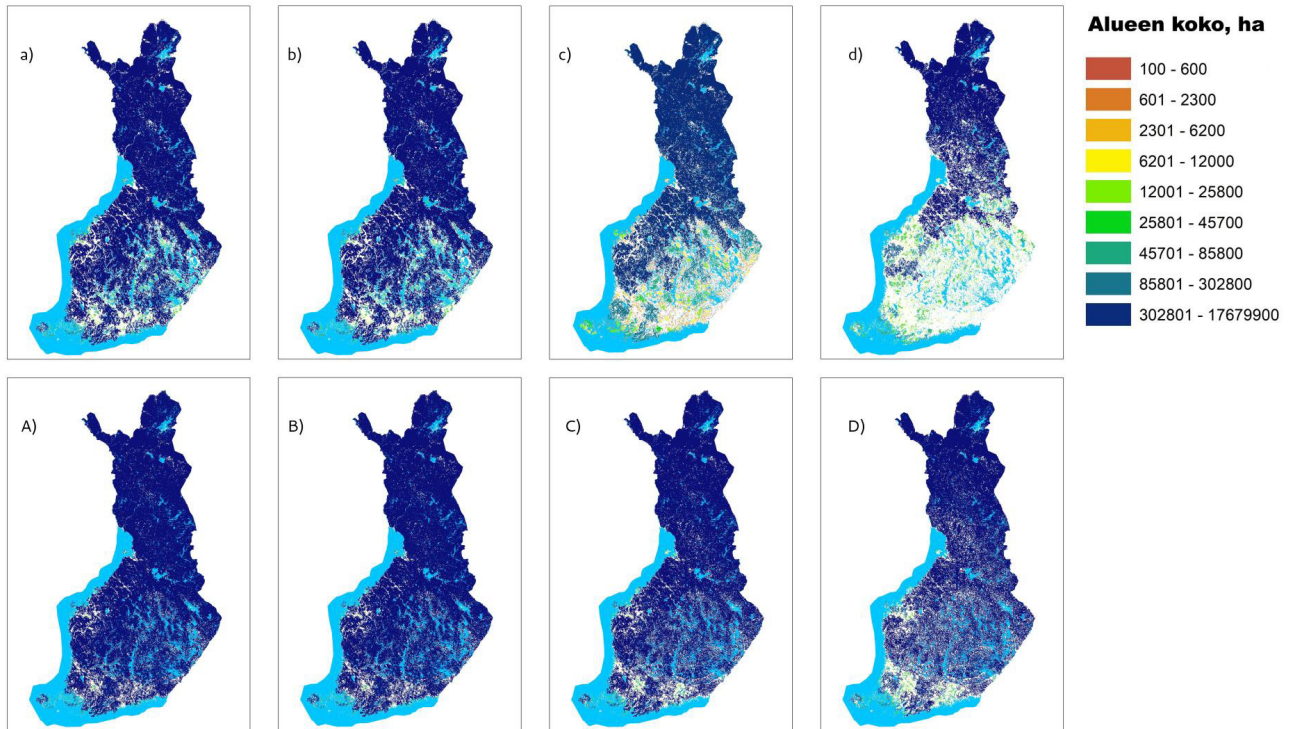 a)
b)
c)
d)
Alueen koko, ha
100 - 600
601 - 2300
2301 - 6200
6201 - 12000
12001 - 25800
25801 - 45700
45701 - 85800
85801 - 302800
302801 - 17679900
A)
B)
C)
D)